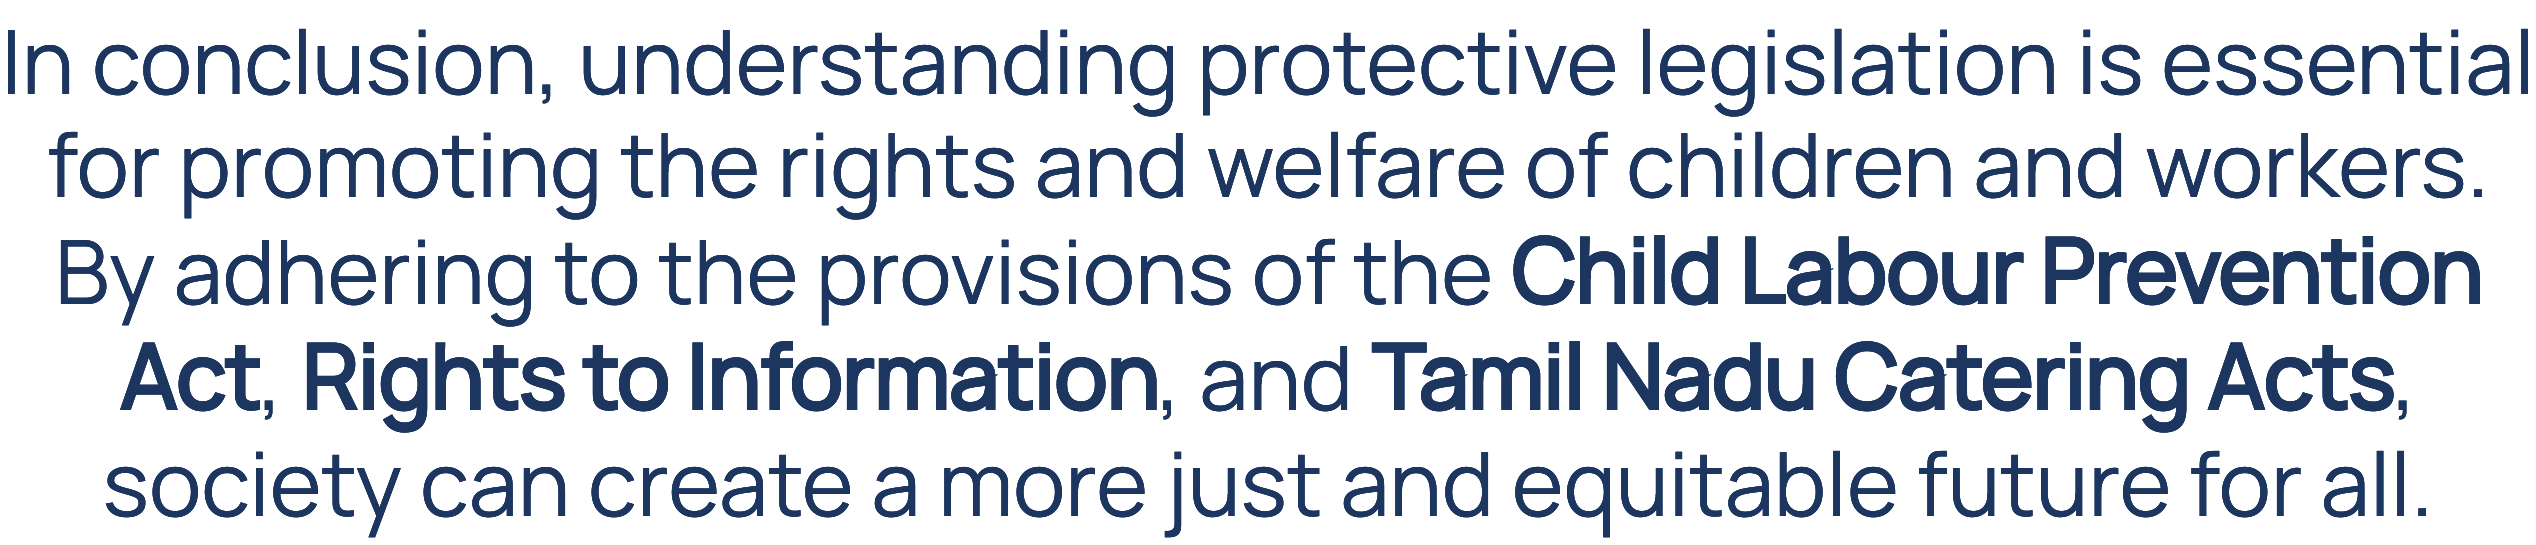 In conclusion, understanding protective legislation is essential
for promoting the rights and welfare of children and workers.
By adhering to the provisions of the Child Labour Prevention
Act, Rights to Information, and Tamil Nadu Catering Acts,
society can create a more just and equitable future for all.